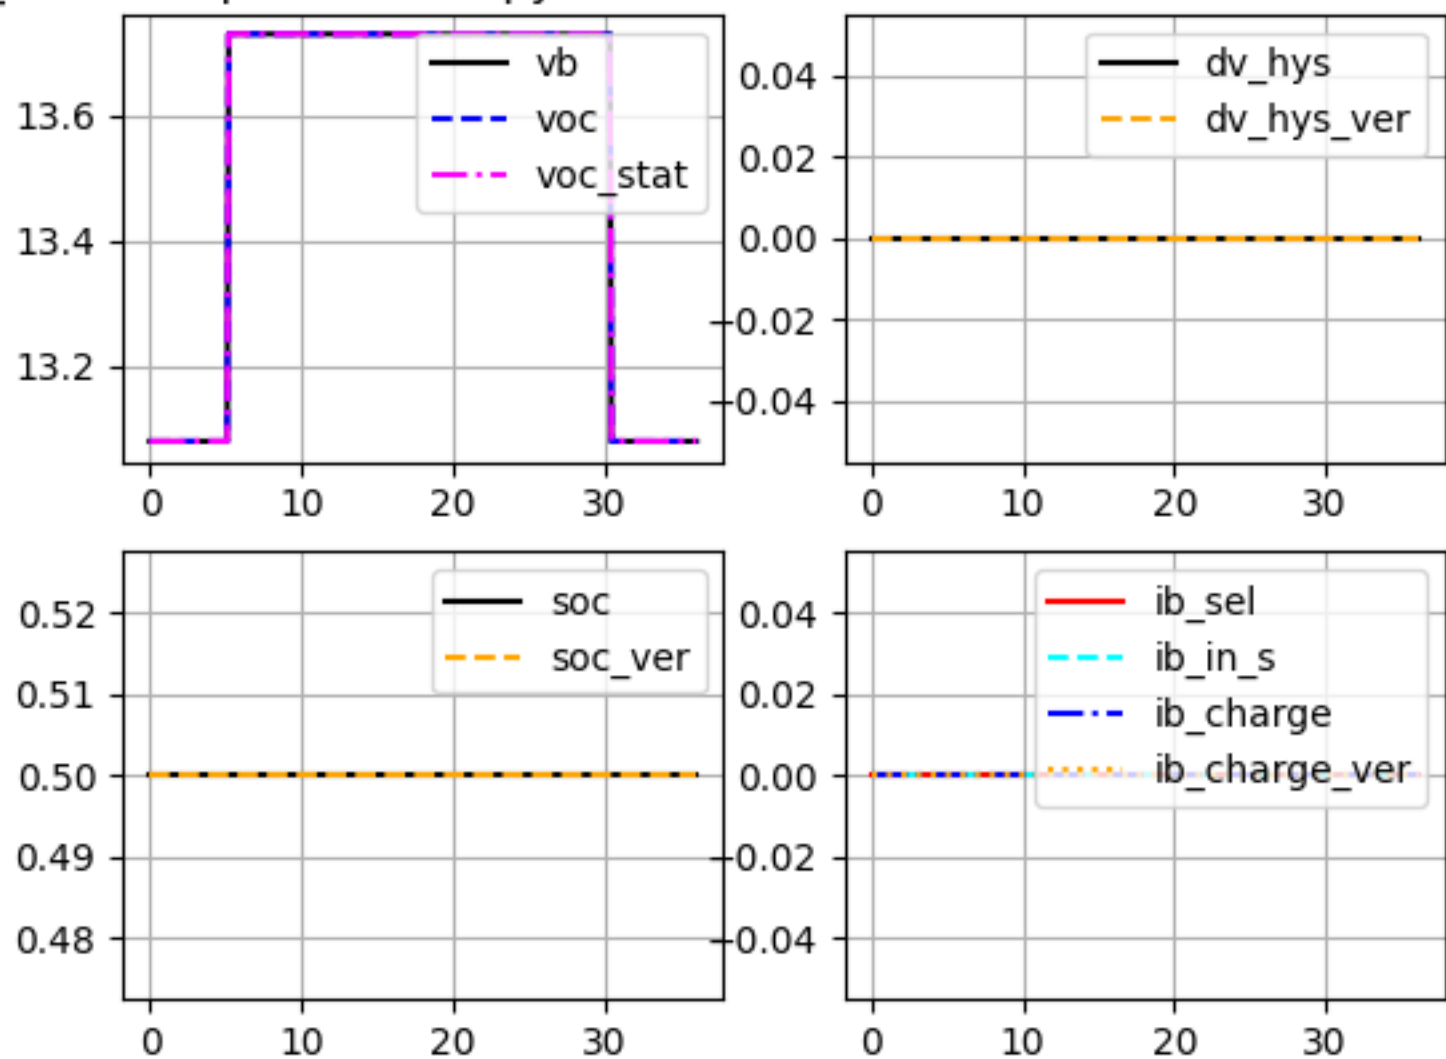 vb
voc
voc_stat
13.6
13.4
13.2
0 10 20 30
dv_hys
dv_hys_ver
0.04
0.02
0.00
−0.02
−0.04
0 10 20 30
soc
soc_ver
0.52
0.51
0.50
0.49
0.48
0 10 20 30
ib_sel
ib_in_s
ib_charge
ib_charge_ver
0.04
0.02
0.00
−0.02
−0.04
0 10 20 30